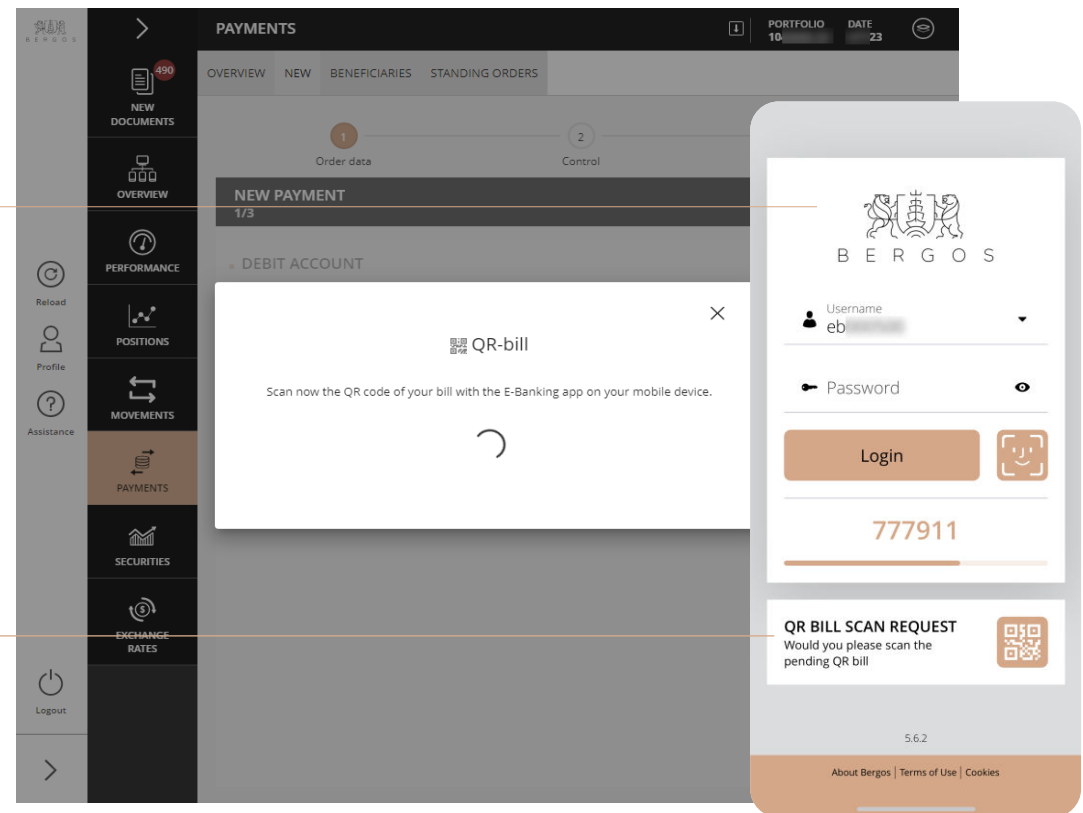 BERGOS
Reload
Profile
Assistance
Logout
490
NEW
DOCUMENTS
OVERVIEW
PERFORMANCE
POSITIONS
MOVEMENTS
PAYMENTS
SECURITIES
EXCHANGE
RATES
PAYMENTS
PORTFOLIO DATE
10 23
OVERVIEW NEW BENEFICIARIES STANDING ORDERS
1 2
Order data Control
NEW PAYMENT
1/3
DEBIT ACCOUNT
QR-bill
Scan now the QR code of your bill with the E-Banking app on your mobile device.
BERGOS
Username
eb
Password
Login
777911
QR BILL SCAN REQUEST
Would you please scan the
pending QR bill
5.6.2
About Bergos | Terms of Use | Cookies